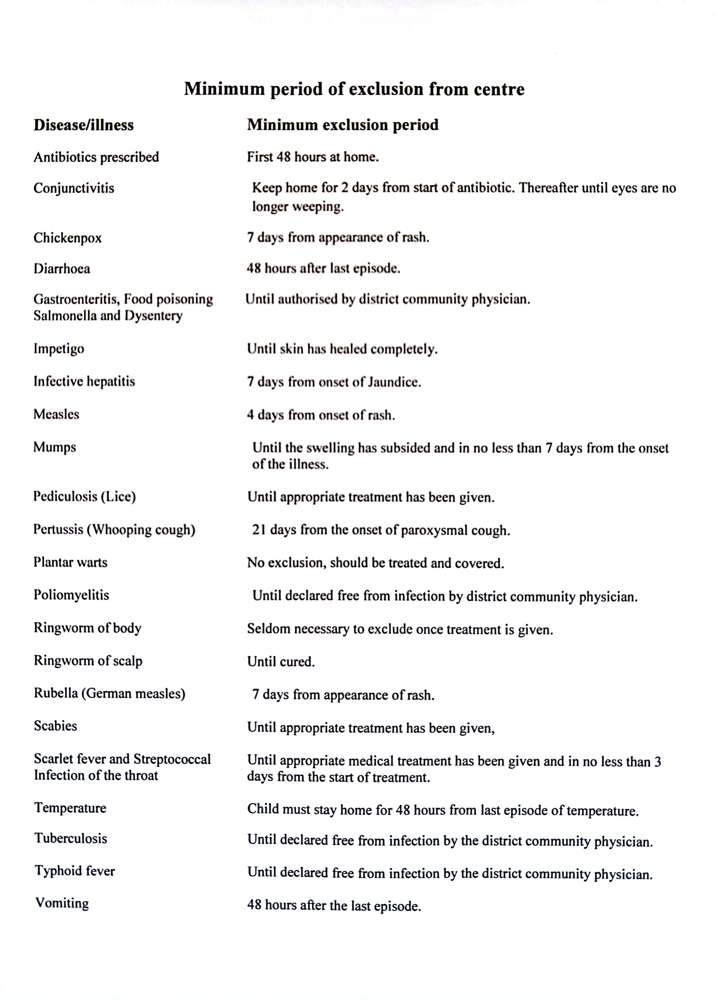 Minimum period of exclusion from centre
Disease/illness Minimum exclusion period
Antibiotics prescribed First 48 hours at home.
Conjunctivitis Keep home for 2 days from start of antibiotic. Thereafter until eyes are no
longer weeping.
Chickenpox 7 days from appearance of rash.
Diarrhoea 48 hours after last episode.
Gastroenteritis, Food poisoning Until authorised by district community physician.
Salmonella and Dysentery
Impetigo Until skin has healed completely.
Infective hepatitis 7 days from onset of Jaundice.
Measles 4 days from onset of rash.
Mumps Until the swelling has subsided and in no less than 7 days from the onset
of the illness.
Pediculosis (Lice) Until appropriate treatment has been given.
Pertussis (Whooping cough) 21 days from the onset of paroxysmal cough.
Plantar warts No exclusion, should be treated and covered.
Poliomyelitis Until declared free from infection by district community physician.
Ringworm of body Seldom necessary to exclude once treatment is given.
Ringworm of scalp Until cured.
Rubella (German measles) 7 days from appearance of rash.
Scabies Until appropriate treatment has been given,
Scarlet fever and Streptococcal Until appropriate medical treatment has been given and in no less than 3
Infection of the throat days from the start of treatment.
Temperature Child must stay home for 48 hours from last episode of temperature.
Tuberculosis Until declared free from infection by the district community physician.
Typhoid fever Until declared free from infection by the district community physician.
Vomiting 48 hours after the last episode.